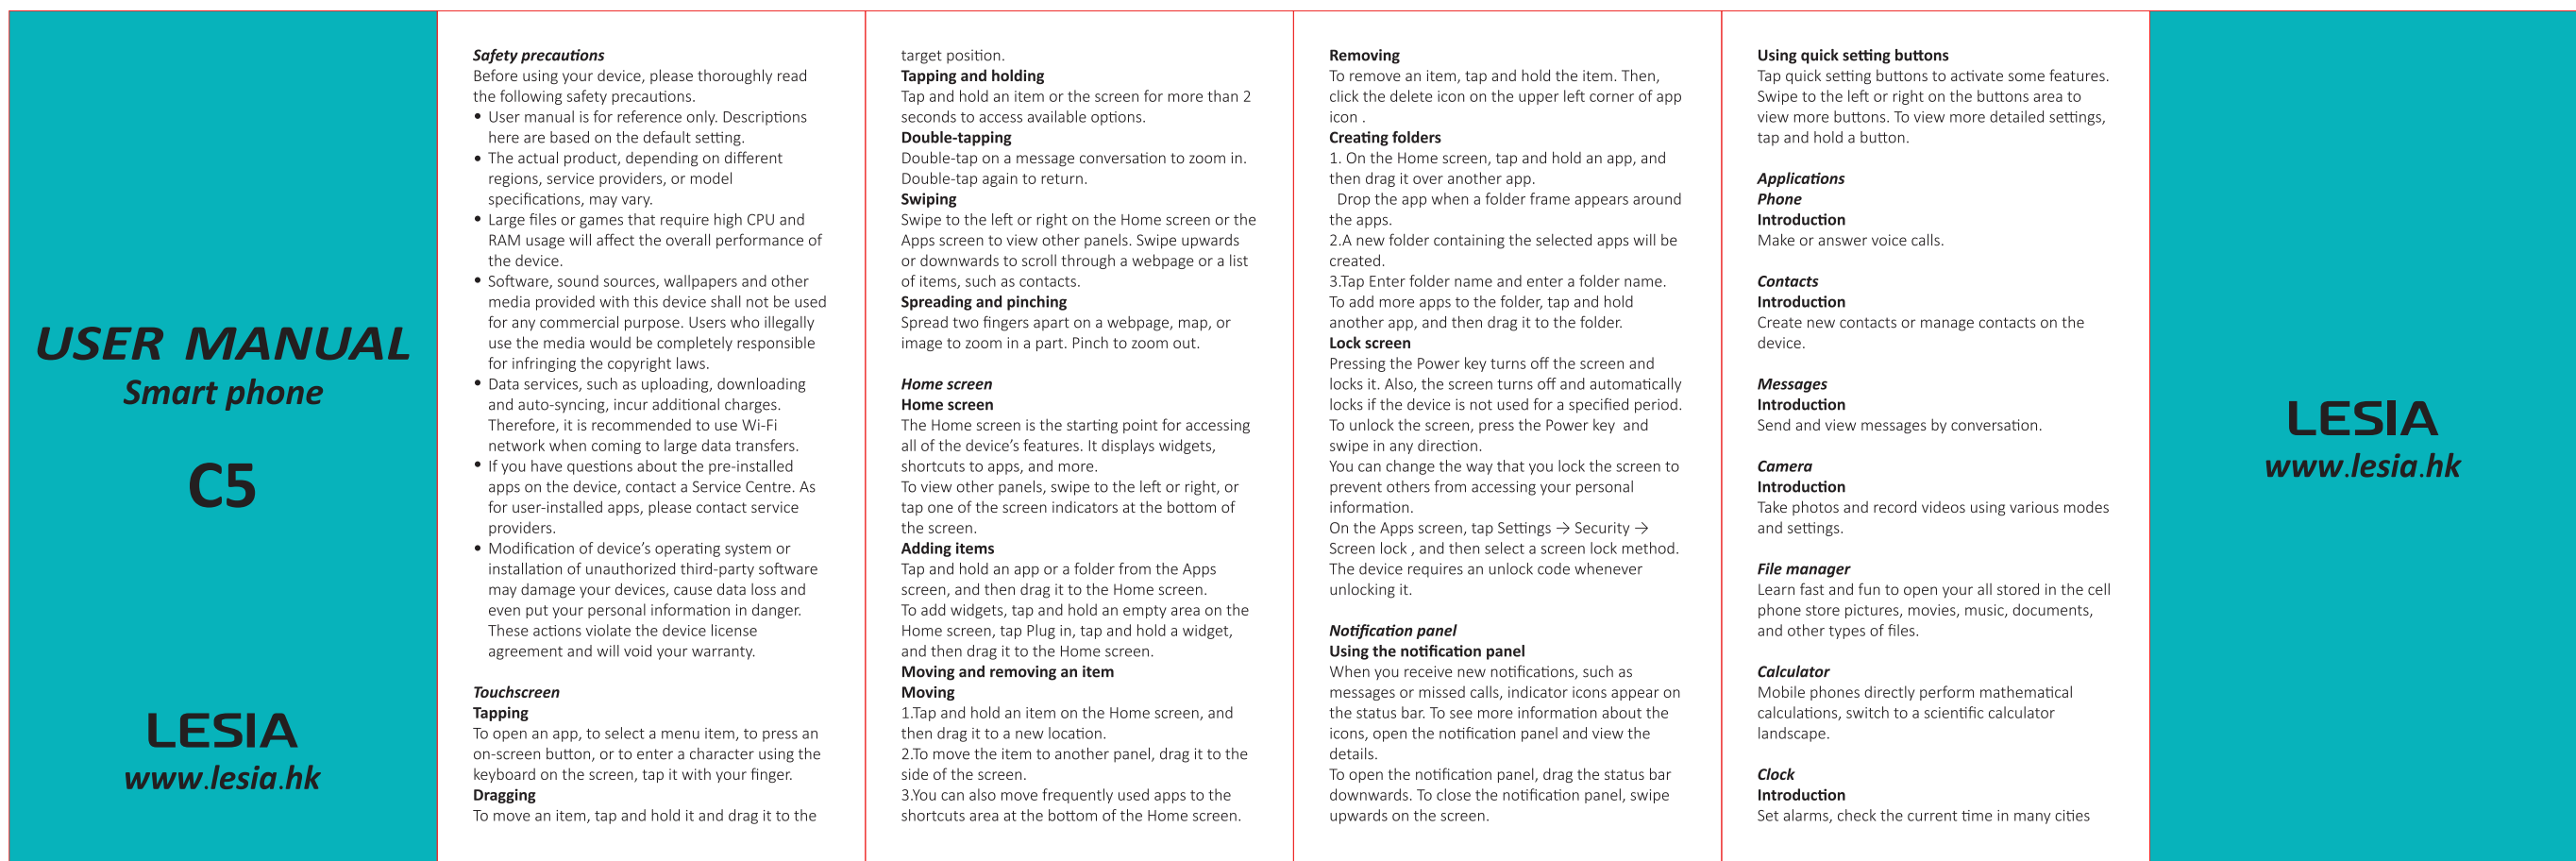 USER MANUAL
Smart phone
C5
LESIA
www.lesia.hk
Safety precautions
Before using your device, please thoroughly read
the following safety precautions.
• User manual is for reference only. Descriptions
here are based on the default setting.
• The actual product, depending on different
regions, service providers, or model
specifications, may vary.
• Large files or games that require high CPU and
RAM usage will affect the overall performance of
the device.
• Software, sound sources, wallpapers and other
media provided with this device shall not be used
for any commercial purpose. Users who illegally
use the media would be completely responsible
for infringing the copyright laws.
• Data services, such as uploading, downloading
and auto-syncing, incur additional charges.
Therefore, it is recommended to use Wi-Fi
network when coming to large data transfers.
• If you have questions about the pre-installed
apps on the device, contact a Service Centre. As
for user-installed apps, please contact service
providers.
• Modification of device’s operating system or
installation of unauthorized third-party software
may damage your devices, cause data loss and
even put your personal information in danger.
These actions violate the device license
agreement and will void your warranty.
Touchscreen
Tapping
To open an app, to select a menu item, to press an
on-screen button, or to enter a character using the
keyboard on the screen, tap it with your finger.
Dragging
To move an item, tap and hold it and drag it to the
target position.
Tapping and holding
Tap and hold an item or the screen for more than 2
seconds to access available options.
Double-tapping
Double-tap on a message conversation to zoom in.
Double-tap again to return.
Swiping
Swipe to the left or right on the Home screen or the
Apps screen to view other panels. Swipe upwards
or downwards to scroll through a webpage or a list
of items, such as contacts.
Spreading and pinching
Spread two fingers apart on a webpage, map, or
image to zoom in a part. Pinch to zoom out.
Home screen
Home screen
The Home screen is the starting point for accessing
all of the device’s features. It displays widgets,
shortcuts to apps, and more.
To view other panels, swipe to the left or right, or
tap one of the screen indicators at the bottom of
the screen.
Adding items
Tap and hold an app or a folder from the Apps
screen, and then drag it to the Home screen.
To add widgets, tap and hold an empty area on the
Home screen, tap Plug in, tap and hold a widget,
and then drag it to the Home screen.
Moving and removing an item
Moving
1.Tap and hold an item on the Home screen, and
then drag it to a new location.
2.To move the item to another panel, drag it to the
side of the screen.
3.You can also move frequently used apps to the
shortcuts area at the bottom of the Home screen.
Removing
To remove an item, tap and hold the item. Then,
click the delete icon on the upper left corner of app
icon .
Creating folders
1. On the Home screen, tap and hold an app, and
then drag it over another app.
Drop the app when a folder frame appears around
the apps.
2.A new folder containing the selected apps will be
created.
3.Tap Enter folder name and enter a folder name.
To add more apps to the folder, tap and hold
another app, and then drag it to the folder.
Lock screen
Pressing the Power key turns off the screen and
locks it. Also, the screen turns off and automatically
locks if the device is not used for a specified period.
To unlock the screen, press the Power key and
swipe in any direction.
You can change the way that you lock the screen to
prevent others from accessing your personal
information.
On the Apps screen, tap Settings → Security →
Screen lock , and then select a screen lock method.
The device requires an unlock code whenever
unlocking it.
Notification panel
Using the notification panel
When you receive new notifications, such as
messages or missed calls, indicator icons appear on
the status bar. To see more information about the
icons, open the notification panel and view the
details.
To open the notification panel, drag the status bar
downwards. To close the notification panel, swipe
upwards on the screen.
Using quick setting buttons
Tap quick setting buttons to activate some features.
Swipe to the left or right on the buttons area to
view more buttons. To view more detailed settings,
tap and hold a button.
Applications
Phone
Introduction
Make or answer voice calls.
Contacts
Introduction
Create new contacts or manage contacts on the
device.
Messages
Introduction
Send and view messages by conversation.
Camera
Introduction
Take photos and record videos using various modes
and settings.
File manager
Learn fast and fun to open your all stored in the cell
phone store pictures, movies, music, documents,
and other types of files.
Calculator
Mobile phones directly perform mathematical
calculations, switch to a scientific calculator
landscape.
Clock
Introduction
Set alarms, check the current time in many cities
LESIA
www.lesia.hk